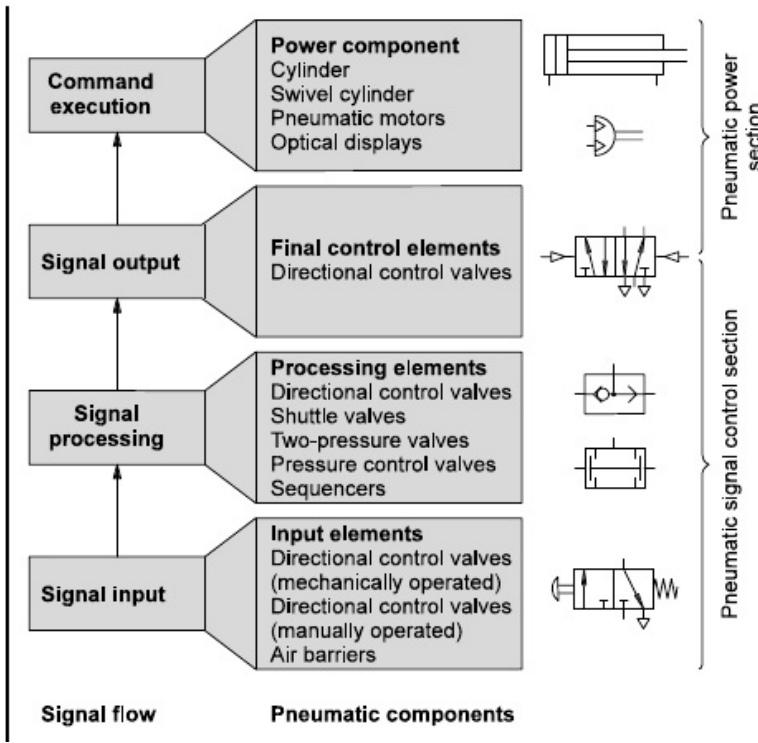 Command
execution
Power component
Cylinder
Swivel cylinder
Pneumatic motors
Optical displays
Pneumatic power
section
Signal output
Final control elements
Directional control valves
Signal
processing
Processing elements
Directional control valves
Shuttle valves
Two-pressure valves
Pressure control valves
Sequencers
Pneumatic signal control section
Signal input
Input elements
Directional control valves
(mechanically operated)
Directional control valves
(manually operated)
Air barriers
Signal flow
Pneumatic components